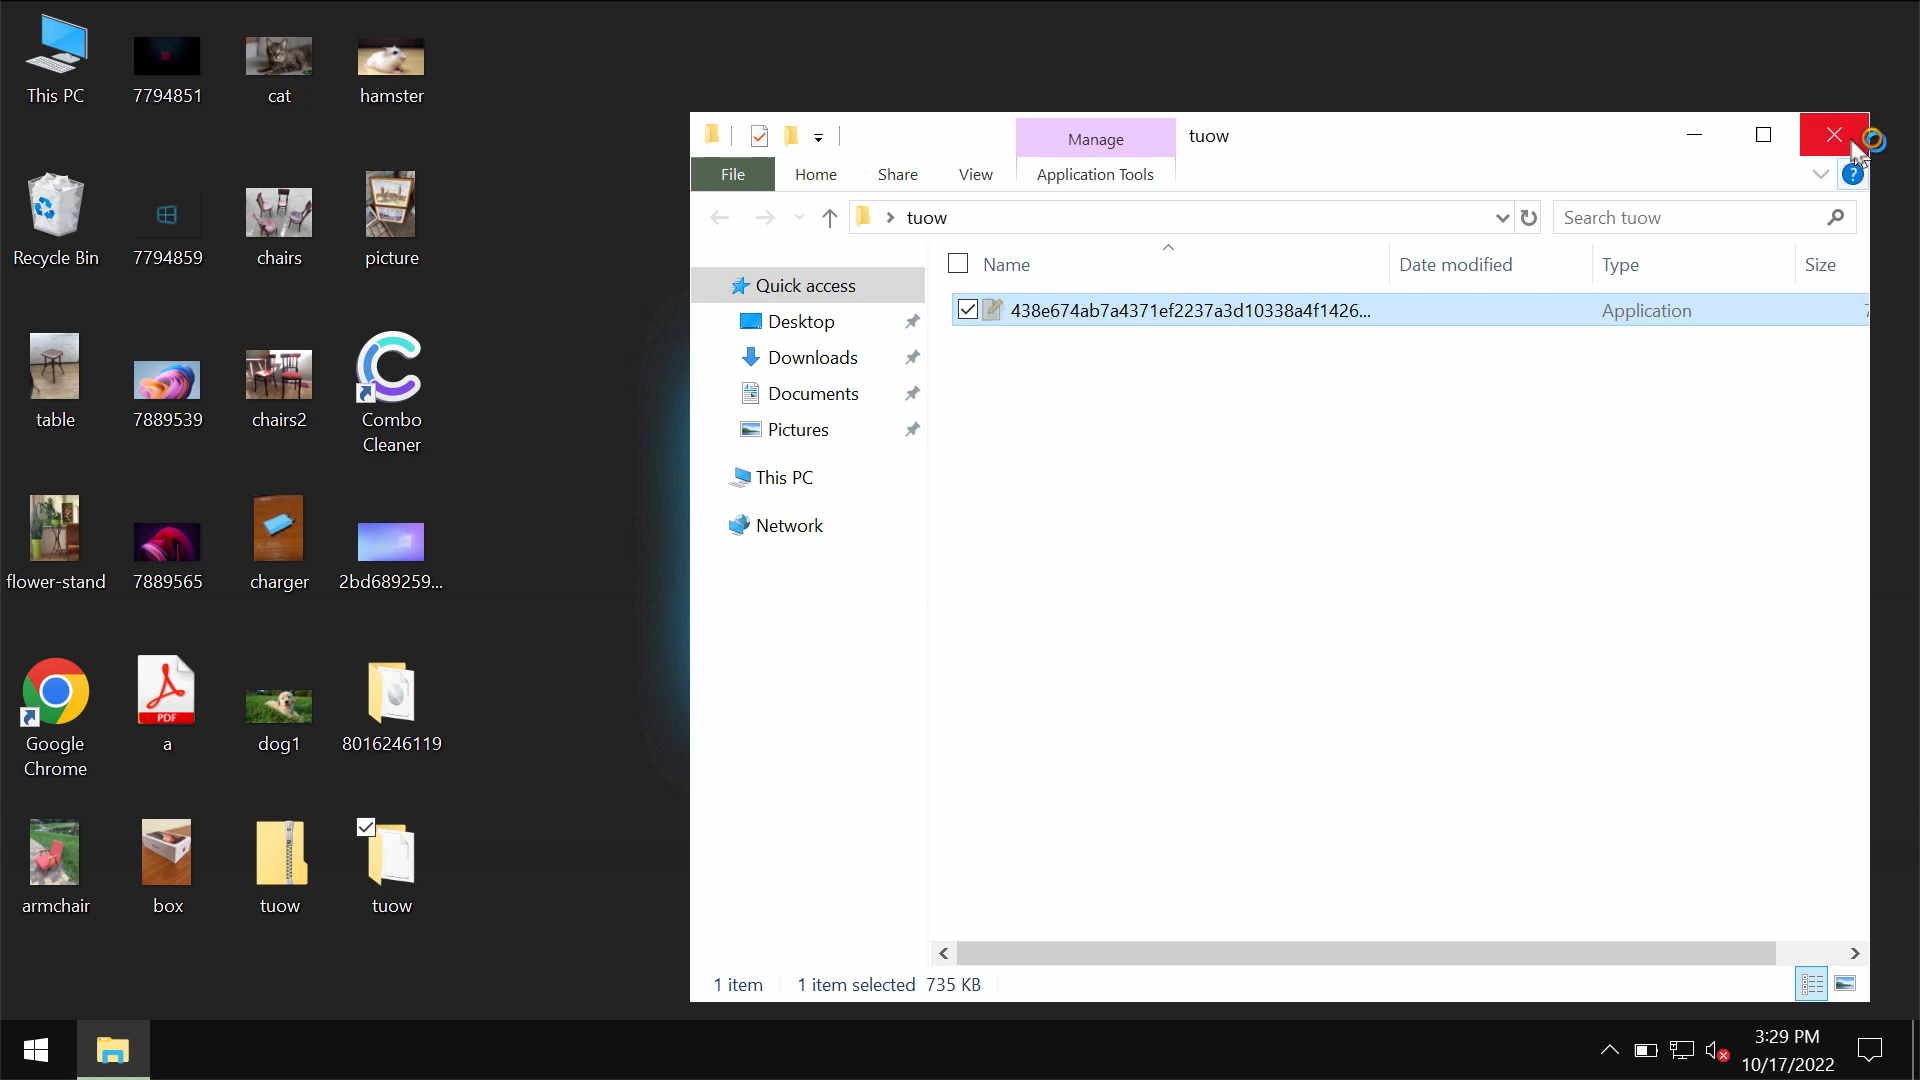 This PC
7794851
cat
hamster
Recycle Bin
7794859
chairs
picture
table
7889539
chairs2
Combo
Cleaner
flower-stand
7889565
charger
2bd689259...
Google
Chrome
a
PDF
dog1
8016246119
armchair
box
tuow
tuow
Manage
tuow
File
Home
Share
View
Application Tools
?
tuow
Search tuow
Name
Date modified
Type
Size
Quick access
Desktop
Downloads
Documents
Pictures
This PC
Network
438e674ab7a4371ef2237a3d10338a4f1426...
Application
1 item
1 item selected 735 KB
3:29 PM
10/17/2022